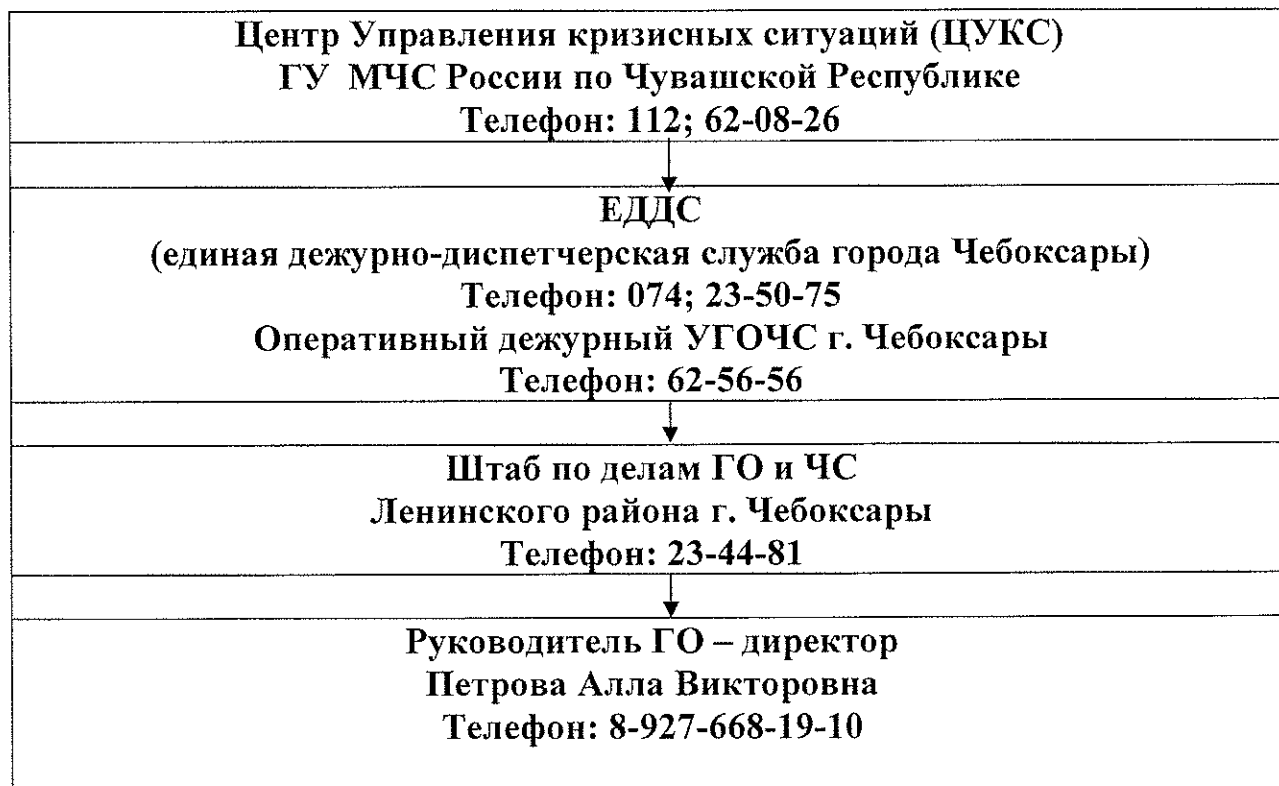 Центр Управления кризисных ситуаций (ЦУКС)
ГУ МЧС России по Чувашской Республике
Телефон: 112; 62-08-26
ЕДДС
(единая дежурно-диспетчерская служба города Чебоксары)
Телефон: 074; 23-50-75
Оперативный дежурный УГОЧС г. Чебоксары
Телефон: 62-56-56
Штаб по делам ГО и ЧС
Ленинского района г. Чебоксары
Телефон: 23-44-81
Руководитель ГО – директор
Петрова Алла Викторовна
Телефон: 8-927-668-19-10